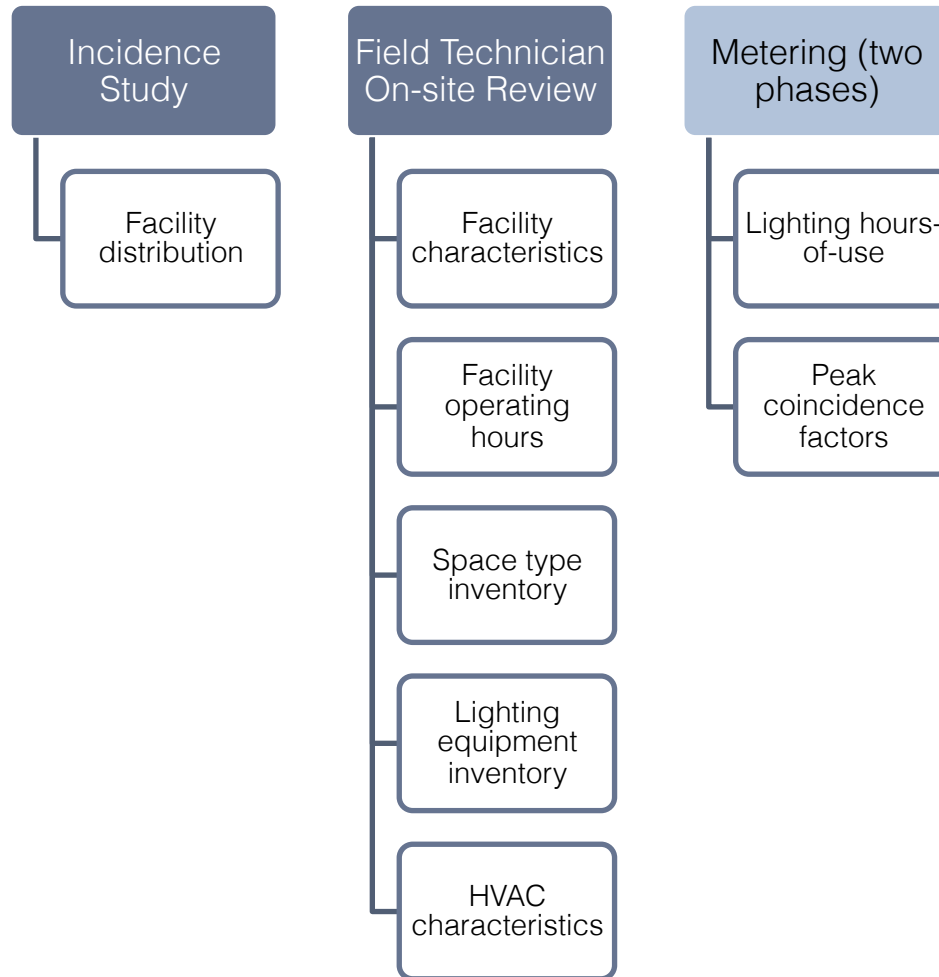 Incidence
Study
Facility
distribution
Field Technician
On-site Review
Facility
characteristics
Facility
operating
hours
Space type
inventory
Lighting
equipment
inventory
HVAC
characteristics
Metering (two
phases)
Lighting hours-
of-use
Peak
coincidence
factors